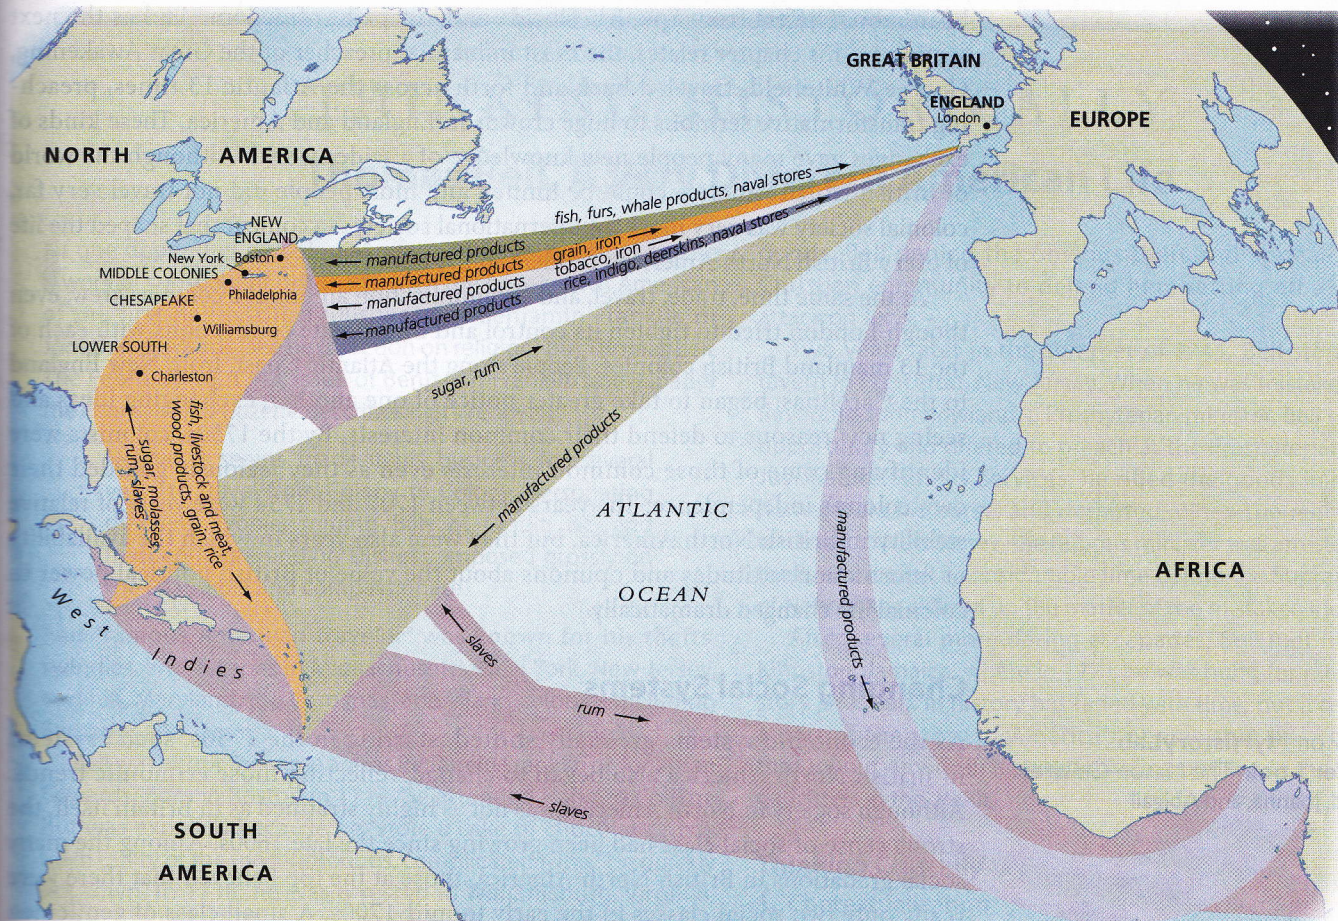 GREAT BRITAIN
ENGLAND
London
EUROPE
NORTH AMERICA
fish, furs, whale products, naval stores
NEW
ENGLAND
manufactured products
grain, iron
New York
Boston
MIDDLE COLONIES
manufactured products
tobacco, iron
Philadelphia
manufactured products
rice, indigo, deerskins, naval stores
CHESAPEAKE
Williamsburg
manufactured products
LOWER SOUTH
Charleston
sugar, rum
fish, livestock and meat,
wood products, grain, rice
sugar, molasses,
rum, slaves
manufactured products
ATLANTIC
OCEAN
manufactured products
AFRICA
West
Indies
slaves
rum
slaves
SOUTH
AMERICA